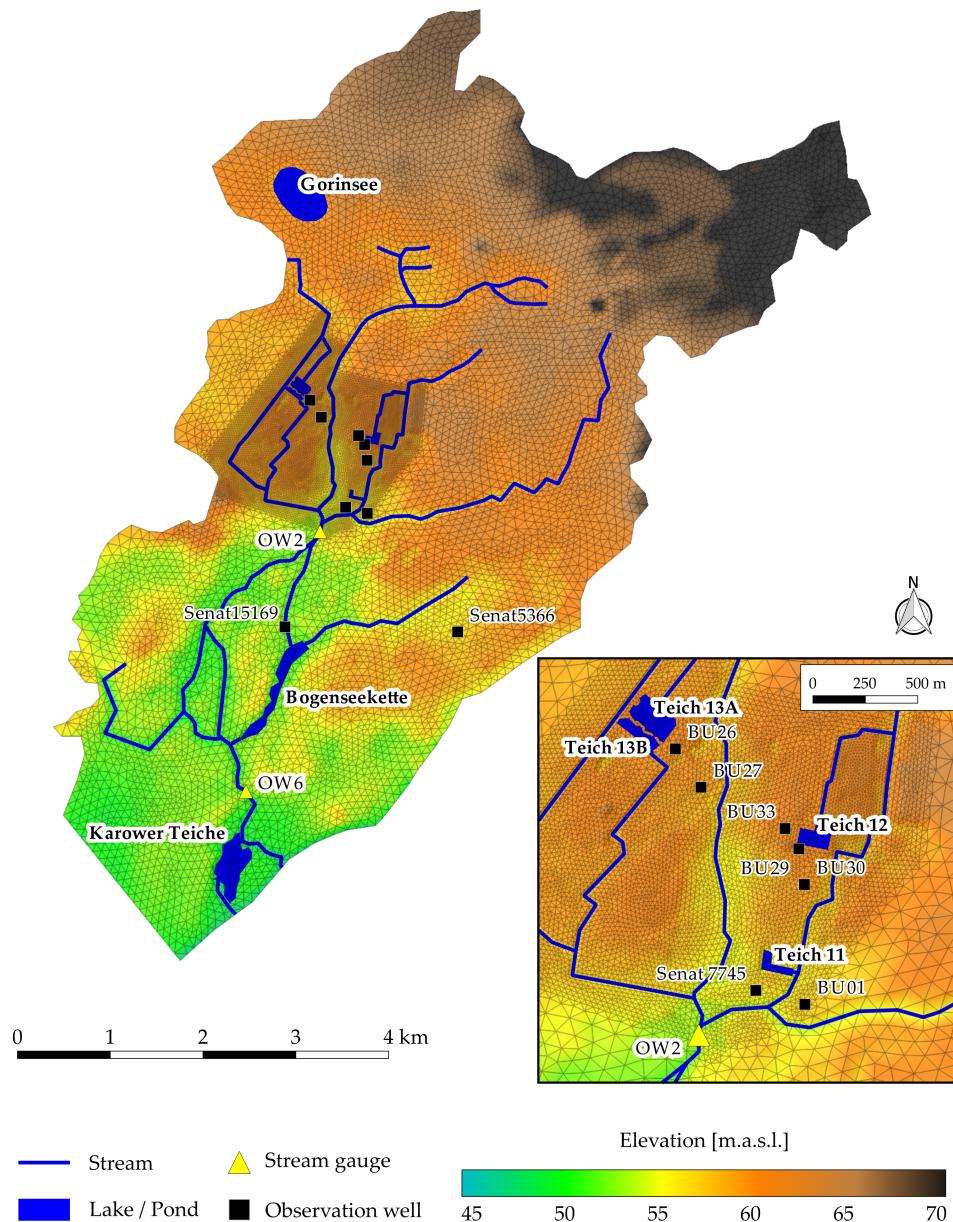 Gorinsee
OW2
Senat15169
Senat5366
N
Bogenseekette
0 250 500 m
Teich 13A
BU26
Teich 13B
BU27
OW6
BU33
Teich 12
Karower Teiche
BU29
BU30
Teich 11
Senat 7745
BU01
OW2
0 1 2 3 4 km
Elevation [m.a.s.l.]
Stream
Stream gauge
Lake / Pond
Observation well
45 50 55 60 65 70